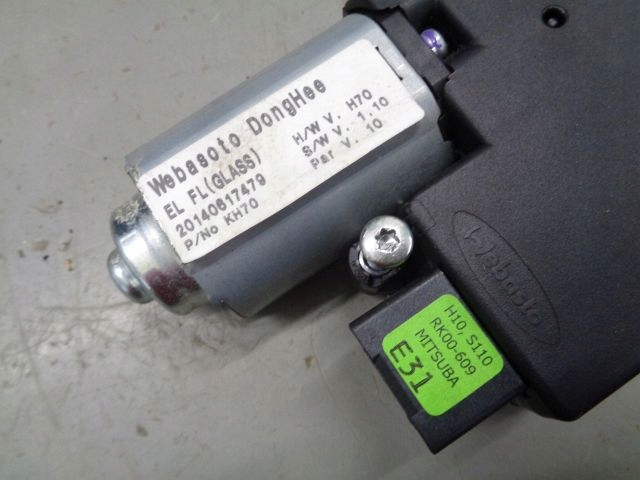 Webasoto DongHee
EL FL(GLASS)
20140617479
P/No KH70
H/W V. H70
S/W V. 1.10
Par V. 10
Webasto
H10, S110
RK00-609
MITSUBA
E31